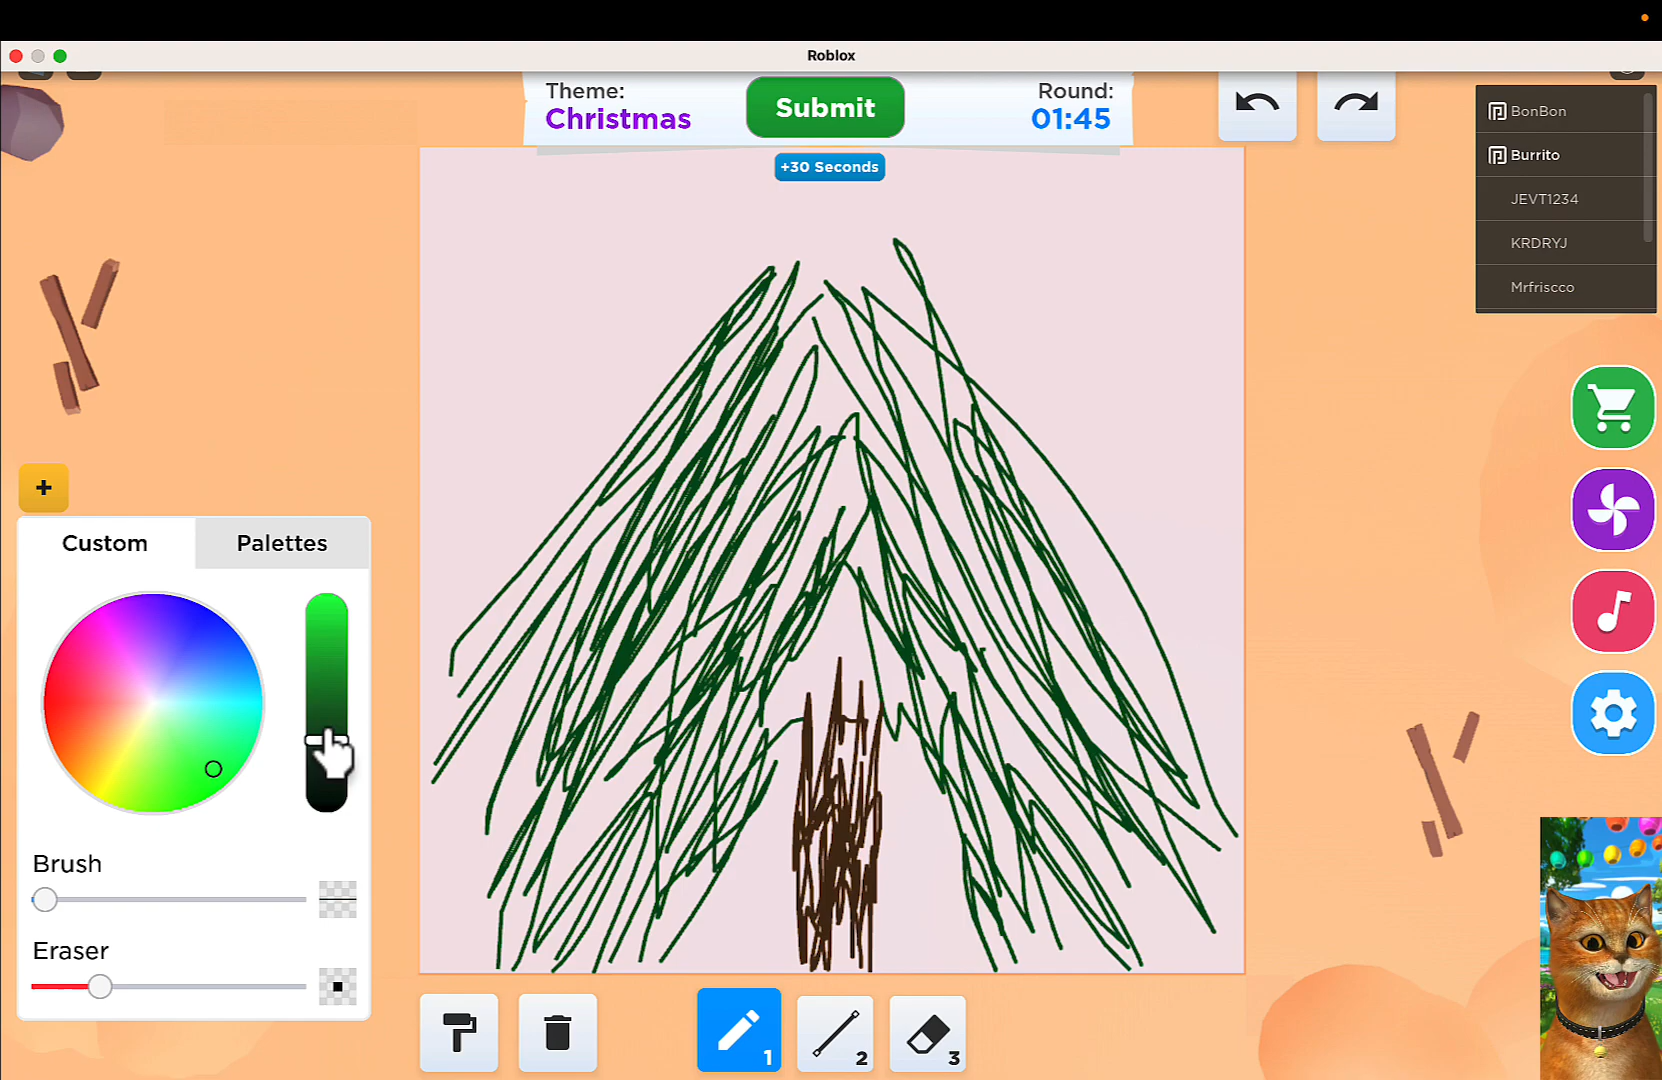 Roblox
Theme:
Christmas
Submit
Round:
01:45
+30 Seconds
BonBon
Burrito
JEVT1234
KRDRYJ
Mrfriscco
+
Custom
Palettes
Brush
Eraser
1
2
3